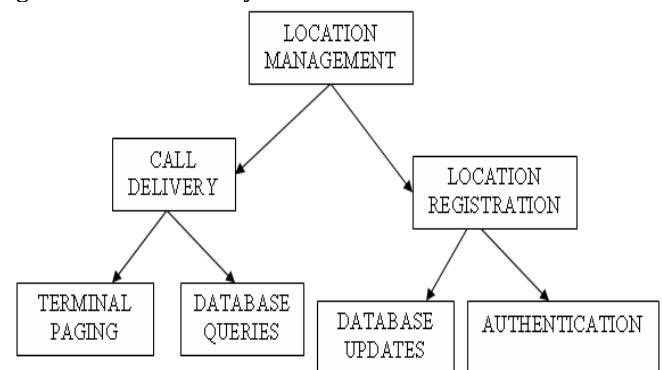 LOCATION
MANAGEMENT
CALL
DELIVERY
LOCATION
REGISTRATION
TERMINAL
PAGING
DATABASE
QUERIES
DATABASE
UPDATES
AUTHENTICATION